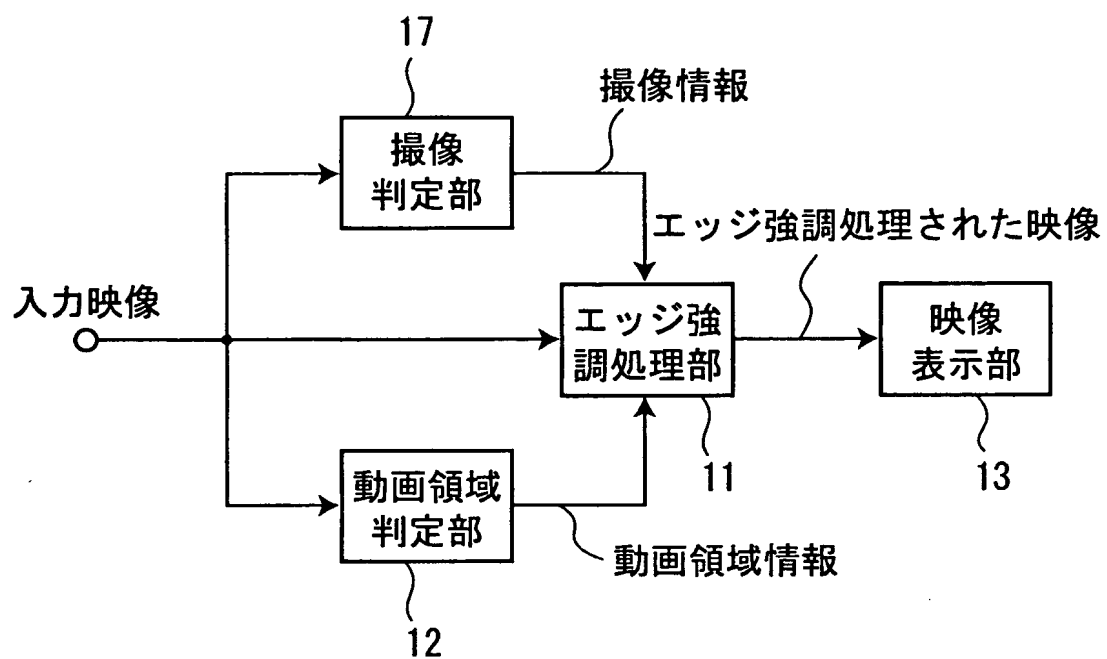 17
撮像情報
撮像
判定部
エッジ強調処理された映像
入力映像
エッジ強
調処理部
映像
表示部
11
13
動画領域
判定部
動画領域情報
12